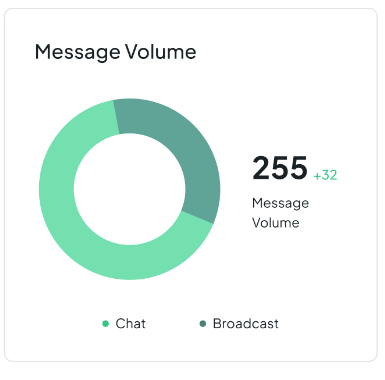 Message Volume
255 +32
Message
Volume
Chat
Broadcast